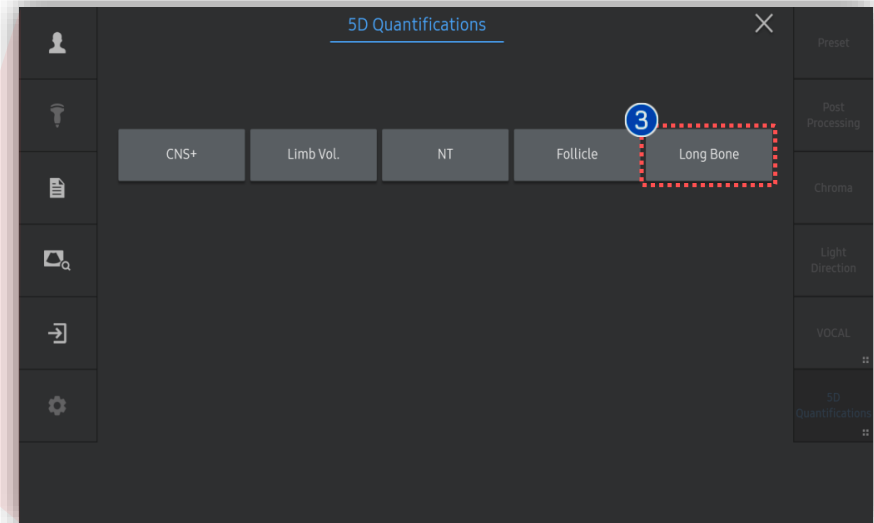 5D Quantifications
Preset
Post
Processing
3
CNS+
Limb Vol.
NT
Follicle
Long Bone
Chroma
Light
Direction
VOCAL
5D
Quantifications